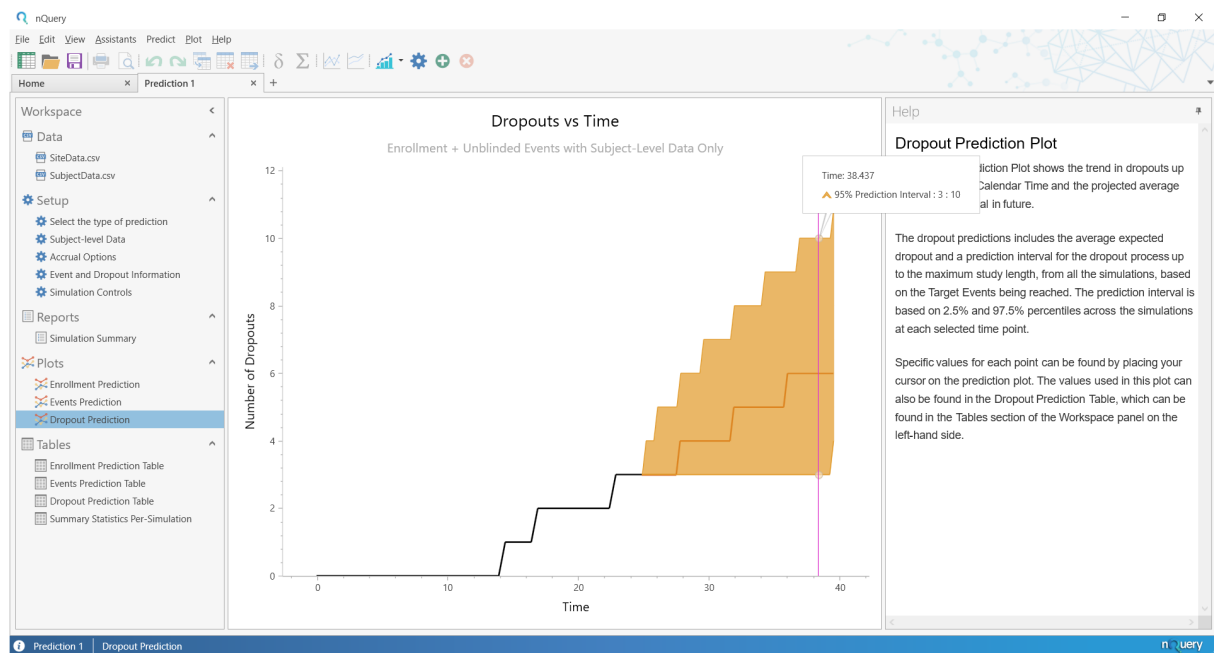 nQuery
File Edit View Assistants Predict Plot Help
δ Σ
Home × Prediction 1 × +
Workspace
Data
SiteData.csv
SubjectData.csv
Setup
Select the type of prediction
Subject-level Data
Accrual Options
Event and Dropout Information
Simulation Controls
Reports
Simulation Summary
Plots
Enrollment Prediction
Events Prediction
Dropout Prediction
Tables
Enrollment Prediction Table
Events Prediction Table
Dropout Prediction Table
Summary Statistics Per-Simulation
Dropouts vs Time
Enrollment + Unblinded Events with Subject-Level Data Only
Time: 38.437
95% Prediction Interval : 3 : 10
Number of Dropouts
12
10
8
6
4
2
0
0 10 20 30 40
Time
Help
Dropout Prediction Plot
diction Plot shows the trend in dropouts up
Calendar Time and the projected average
al in future.
The dropout predictions includes the average expected
dropout and a prediction interval for the dropout process up
to the maximum study length, from all the simulations, based
on the Target Events being reached. The prediction interval is
based on 2.5% and 97.5% percentiles across the simulations
at each selected time point.
Specific values for each point can be found by placing your
cursor on the prediction plot. The values used in this plot can
also be found in the Dropout Prediction Table, which can be
found in the Tables section of the Workspace panel on the
left-hand side.
Prediction 1 Dropout Prediction
nQuery